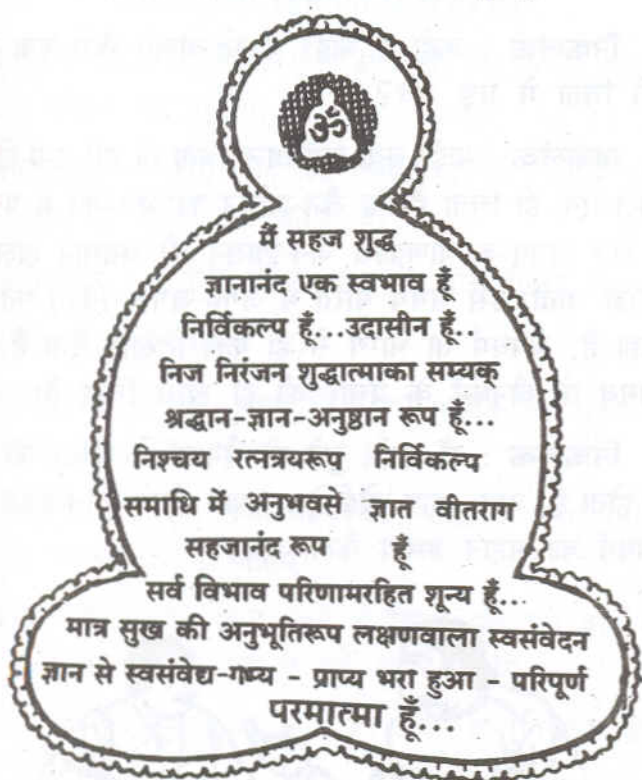 ॐ
मैं सहज शुद्ध
ज्ञानानंद एक स्वभाव हूँ
निर्विकल्प हूँ...उदासीन हूँ..
निज निरंजन शुद्धात्माका सम्यक्
श्रद्धान-ज्ञान-अनुष्ठान रूप हूँ...
निश्चय रत्नत्रयरूप निर्विकल्प
समाधि में अनुभवसे ज्ञात वीतराग
सहजानंद रूप हूँ
सर्व विभाव परिणामरहित शून्य हूँ...
मात्र सुख की अनुभूतिरूप लक्षणवाला स्वसंवेदन
ज्ञान से स्वसंवेद्य-गम्य - प्राप्य भरा हुआ - परिपूर्ण
परमात्मा हूँ...